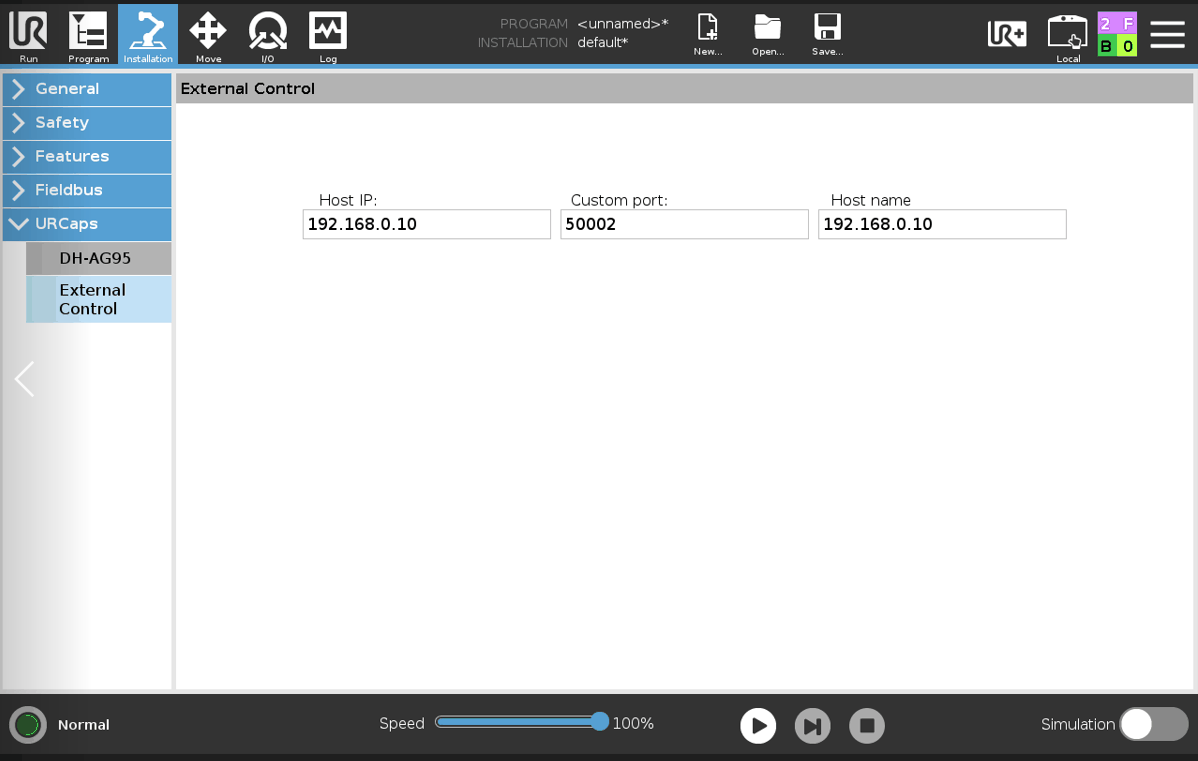 UR
Run
Program
Installation
Move
I/O
Log
PROGRAM <unnamed>*
INSTALLATION default*
New...
Open...
Save...
UR+
Local
2 F
B 0
General
Safety
Features
Fieldbus
URCaps
DH-AG95
External
Control
External Control
Host IP: Custom port: Host name
192.168.0.10 50002 192.168.0.10
Normal
Speed 100%
Simulation